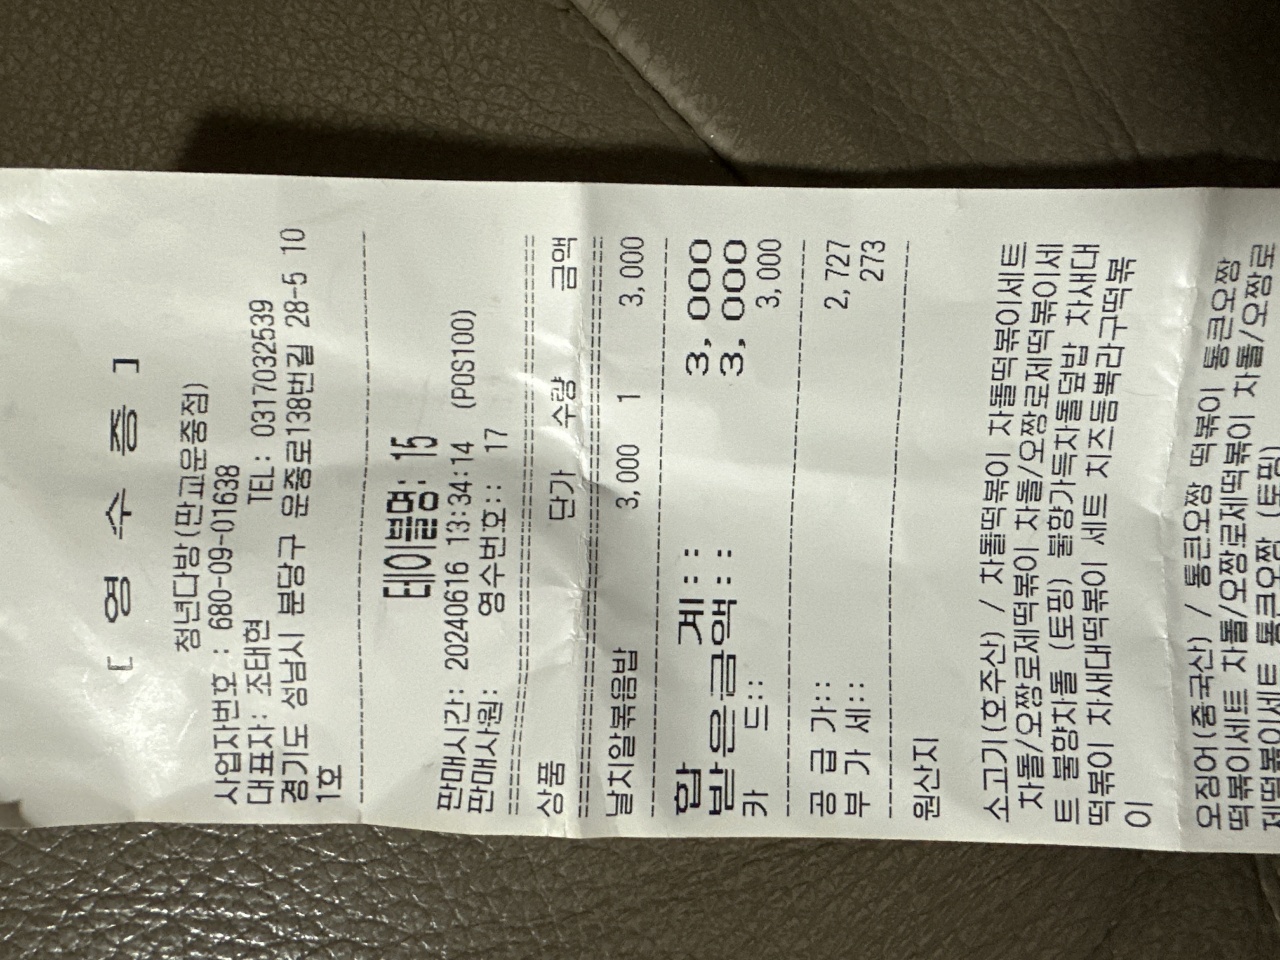 [ 영 수 증 ]
청년다방(판교운중점)
사업자번호 : 680-09-01638
대표자: 조태현 TEL: 0317032539
경기도 성남시 분당구 운중로138번길 28-5 10
1호
테이블명: 15
판매시간: 20240616 13:34:14 (POS100)
판매사원: 영수번호:: 17
상품 단가 수량 금액
날치알볶음밥 3,000 1 3,000
합 계:: 3,000
받은금액:: 3,000
카 드:: 3,000
공 급 가:: 2,727
부 가 세:: 273
원산지
소고기(호주산) / 차돌떡볶이 차돌떡볶이세트
차돌/오짱로제떡볶이 차돌/오짱로제떡볶이세
트 불향차돌 (토핑) 불향가득차돌덮밥 차새대
떡볶이 차새대떡볶이 세트 치즈듬뿍라구떡볶
이
오징어(중국산) / 통큰오짱 떡볶이 통큰오짱
떡볶이세트 차돌/오짱로제떡볶이 차돌/오짱로
제떡볶이세트 통큰오짱 (토핑)